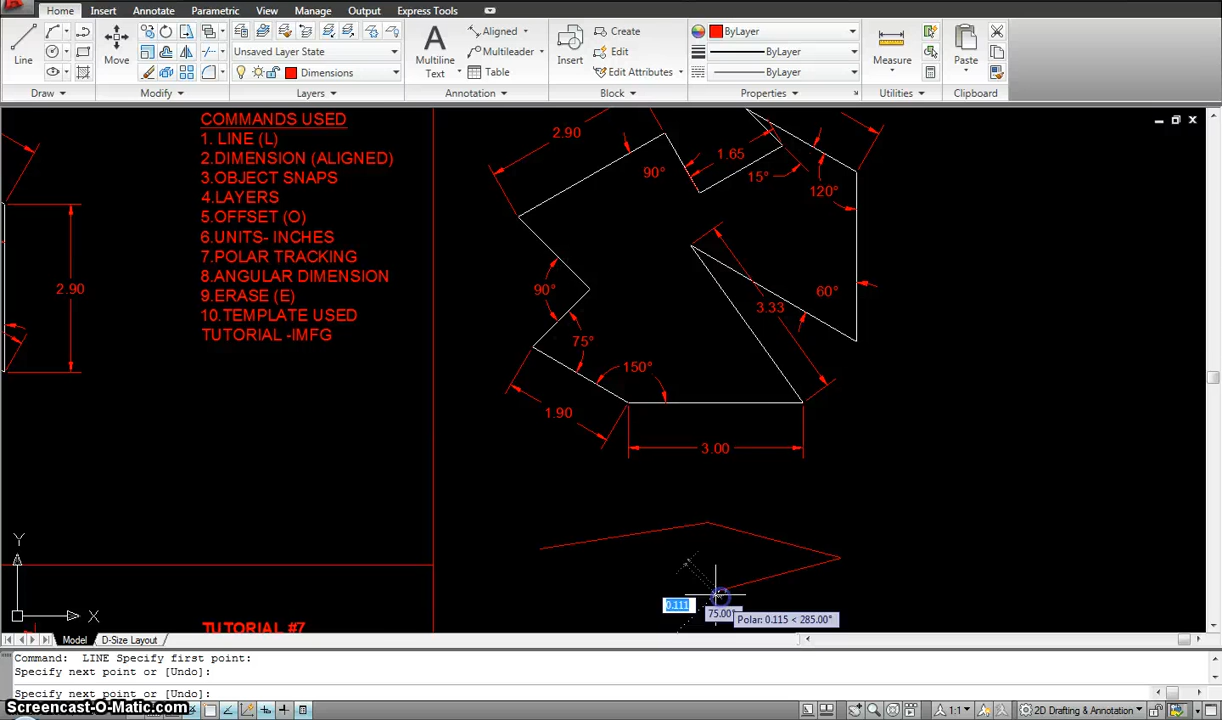 Home Insert Annotate Parametric View Manage Output Express Tools
Line
Move
Unsaved Layer State
Dimensions
Multiline
Text
Aligned
Multileader
Table
Insert
Create
Edit
Edit Attributes
ByLayer
ByLayer
ByLayer
Measure
Paste
Draw Modify Layers Annotation Block Properties Utilities Clipboard
COMMANDS USED
1. LINE (L)
2.DIMENSION (ALIGNED)
3.OBJECT SNAPS
4.LAYERS
5.OFFSET (O)
6.UNITS- INCHES
7.POLAR TRACKING
8.ANGULAR DIMENSION
9.ERASE (E)
10.TEMPLATE USED
TUTORIAL -IMFG
2.90
2.90
90°
1.65
15°
120°
90°
60°
3.33
75°
150°
1.90
3.00
Y
X
0.111
75.00°
Polar: 0.115 < 285.00°
TUTORIAL #7
Model D-Size Layout
Command: LINE Specify first point:
Specify next point or [Undo]:
Specify next point or [Undo]:
Screencast-O-Matic.com
1:1
2D Drafting & Annotation